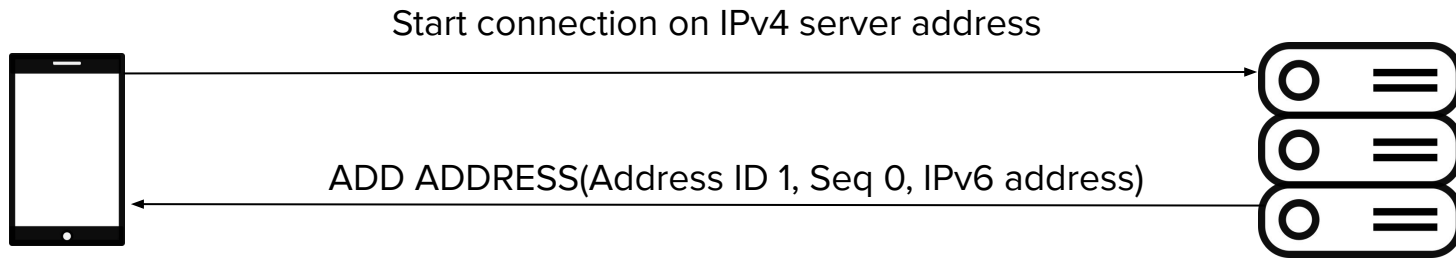 Start connection on IPv4 server address
ADD ADDRESS(Address ID 1, Seq 0, IPv6 address)